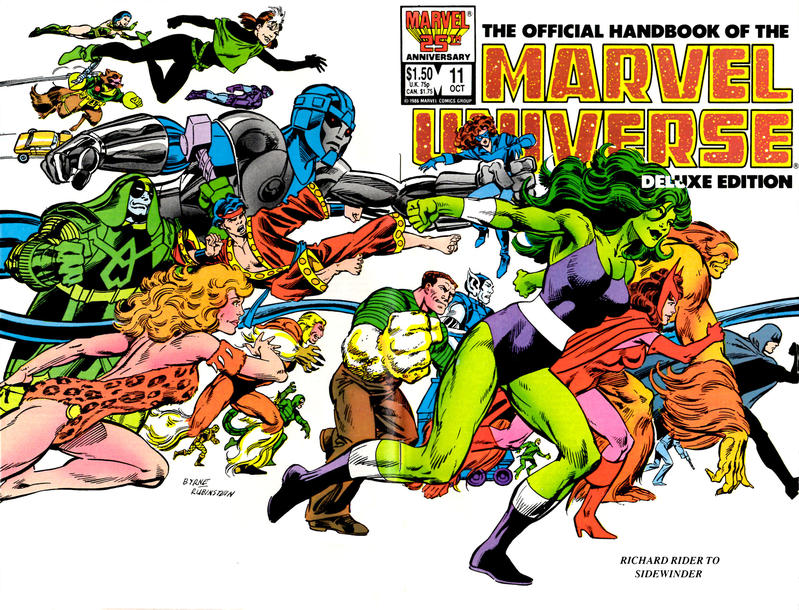 MARVEL®
25TH
ANNIVERSARY
$1.50
U.K. 75p
CAN. $1.75
11
OCT
© 1986 MARVEL COMICS GROUP
THE OFFICIAL HANDBOOK OF THE
MARVEL
UNIVERSE®
DELUXE EDITION
BYRNE
RUBINSTEIN
RICHARD RIDER TO
SIDEWINDER